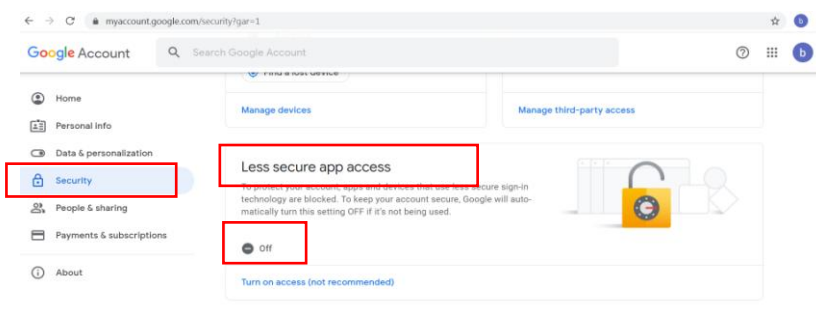 myaccount.google.com/security?gar=1
b
Google Account
Search Google Account
b
Find a lost device
Home
Manage devices
Manage third-party access
Personal info
Data & personalization
Less secure app access
Security
To protect your account, apps and devices that use less secure sign-in
technology are blocked. To keep your account secure, Google will auto-
matically turn this setting OFF if it's not being used.
People & sharing
Payments & subscriptions
Off
About
Turn on access (not recommended)